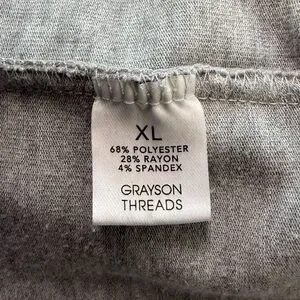 XL
68% POLYESTER
28% RAYON
4% SPANDEX
GRAYSON
THREADS